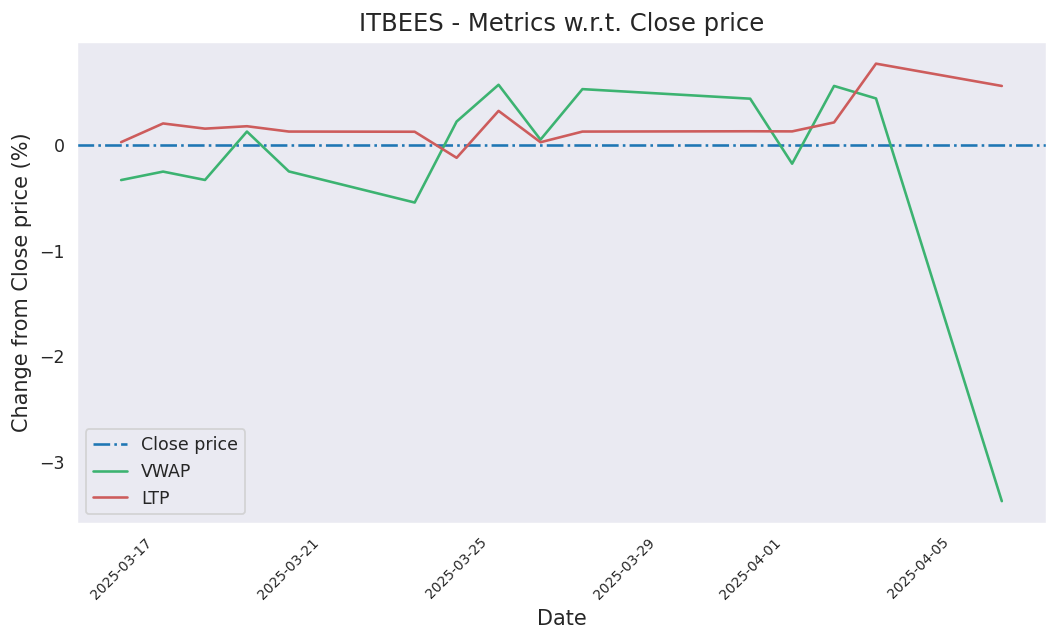 ITBEES - Metrics w.r.t. Close price
Change from Close price (%)
0
−1
−2
−3
Close price
VWAP
LTP
2025-03-17
2025-03-21
2025-03-25
2025-03-29
2025-04-01
2025-04-05
Date